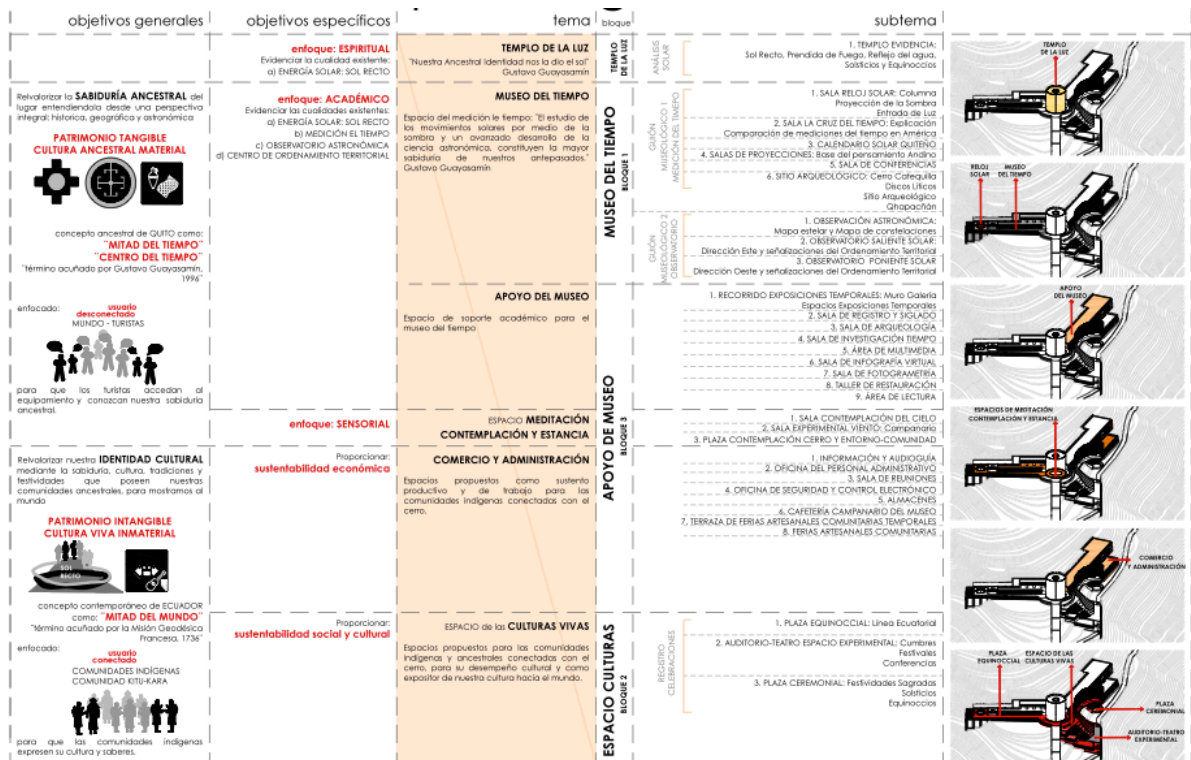 objetivos generales
objetivos específicos
tema
bloque
subtema
Relvalorizar la SABIDURÍA ANCESTRAL del
lugar entendiendola desde una perspectiva
integral: historica, geográfica y astronómica
PATRIMONIO TANGIBLE
CULTURA ANCESTRAL MATERIAL
concepto ancestral de QUITO como:
"MITAD DEL TIEMPO"
"CENTRO DEL TIEMPO"
"término acuñado por Gustavo Guayasamín,
1996"
enfocado:
usuario
desconectado
MUNDO - TURISTAS
para que los turistas accedan al
equipamiento y conozcan nuestra sabiduría
ancestral.
Relvalorizar nuestra IDENTIDAD CULTURAL
mediante la sabiduria, cultura, tradiciones y
festividades que poseen nuestras
comunidades ancestrales, para mostrarnos al
mundo
PATRIMONIO INTANGIBLE
CULTURA VIVA INMATERIAL
SOL
RECTO
concepto contemporáneo de ECUADOR
como: "MITAD DEL MUNDO"
"término acuñado por la Misión Geodésica
Francesa, 1736"
enfocado:
usuario
conectado
COMUNIDADES INDÍGENAS
COMUNIDAD KITU-KARA
para que las comunidades indígenas
expresen su cultura y saberes.
enfoque: ESPIRITUAL
Evidenciar la cualidad existente:
a) ENERGÍA SOLAR: SOL RECTO
enfoque: ACADÉMICO
Evidenciar las cualidades existentes:
a) ENERGÍA SOLAR: SOL RECTO
b) MEDICIÓN EL TIEMPO
c) OBSERVATORIO ASTRONÓMICA
d) CENTRO DE ORDENAMIENTO TERRITORIAL
enfoque: SENSORIAL
Proporcionar:
sustentabilidad económica
Proporcionar:
sustentabilidad social y cultural
TEMPLO DE LA LUZ
"Nuestra Ancestral Identidad nos la dio el sol"
Gustavo Guayasamín
MUSEO DEL TIEMPO
Espacio del medición le tiempo: "El estudio de
los movimientos solares por medio de la
sombra y un avanzado desarrollo de la
ciencia astronómica, constituyen la mayor
sabiduría de nuestros antepasados."
Gustavo Guayasamín
APOYO DEL MUSEO
Espacio de soporte académico para el
museo del tiempo
ESPACIO MEDITACIÓN
CONTEMPLACIÓN Y ESTANCIA
COMERCIO Y ADMINISTRACIÓN
Espacios propuestos como sustento
productivo y de trabajo para las
comunidades indígenas conectadas con el
cerro.
ESPACIO de las CULTURAS VIVAS
Espacios propuestos para las comunidades
indígenas y ancestrales conectadas con el
cerro, para su desempeño cultural y como
expositor de nuestra cultura hacia el mundo.
TEMPLO
DE LA LUZ
MUSEO DEL TIEMPO
BLOQUE 1
APOYO DE MUSEO
BLOQUE 3
ESPACIO CULTURAS
BLOQUE 2
ANÁLISIS
SOLAR
1. TEMPLO EVIDENCIA:
Sol Recto, Prendida de Fuego, Reflejo del agua,
Solsticios y Equinoccios
GUIÓN
MUSEOLÓGICO 1
MEDICIÓN DEL TIMEPO
1. SALA RELOJ SOLAR: Columna
Proyección de la Sombra
Entrada de Luz
2. SALA LA CRUZ DEL TIEMPO: Explicación
Comparación de mediciones del tiempo en América
3. CALENDARIO SOLAR QUITEÑO
4. SALAS DE PROYECCIONES: Base del pensamiento Andino
5. SALA DE CONFERENCIAS
6. SITIO ARQUEOLÓGICO: Cerro Catequilla
Discos Líticos
Sitio Arqueológico
Qhapacñán
GUIÓN
MUSEOLÓGICO 2
OBSERVATORIO
1. OBSERVACIÓN ASTRONÓMICA:
Mapa estelar y Mapa de constelaciones
2. OBSERVATORIO SALIENTE SOLAR:
Dirección Este y señalizaciones del Ordenamiento Territorial
3. OBSERVATORIO PONIENTE SOLAR
Dirección Oeste y señalizaciones del Ordenamiento Territorial
1. RECORRIDO EXPOSICIONES TEMPORALES: Muro Galería
Espacios Exposiciones Temporales
2. SALA DE REGISTRO Y SIGLADO
3. SALA DE ARQUEOLOGÍA
4. SALA DE INVESTIGACIÓN TIEMPO
5. ÁREA DE MULTIMEDIA
6. SALA DE INFOGRAFÍA VIRTUAL
7. SALA DE FOTOGRAMETRÍA
8. TALLER DE RESTAURACIÓN
9. ÁREA DE LECTURA
1. SALA CONTEMPLACIÓN DEL CIELO
2. SALA EXPERIMENTAL VIENTO: Campanario
3. PLAZA CONTEMPLACIÓN CERRO Y ENTORNO-COMUNIDAD
1. INFORMACIÓN Y AUDIOGUÍA
2. OFICINA DEL PERSONAL ADMINISTRATIVO
3. SALA DE REUNIONES
4. OFICINA DE SEGURIDAD Y CONTROL ELECTRÓNICO
5. ALMACENES
6. CAFETERÍA CAMPANARIO DEL MUSEO
7. TERRAZA DE FERIAS ARTESANALES COMUNITARIAS TEMPORALES
8. FERIAS ARTESANALES COMUNITARIAS
REGISTRO
CELEBRACIONES
1. PLAZA EQUINOCCIAL: Línea Ecuatorial
2. AUDITORIO-TEATRO ESPACIO EXPERIMENTAL: Cumbres
Festivales
Conferencias
3. PLAZA CEREMONIAL: Festividades Sagradas
Solsticios
Equinoccios
TEMPLO
DE LA LUZ
RELOJ
SOLAR
MUSEO
DEL TIEMPO
APOYO
DEL MUSEO
ESPACIOS DE MEDITACIÓN
CONTEMPLACIÓN Y ESTANCIA
COMERCIO
Y ADMINISTRACIÓN
PLAZA
EQUINOCCIAL
ESPACIO DE LAS
CULTURAS VIVAS
PLAZA
CEREMONIAL
AUDITORIO-TEATRO
EXPERIMENTAL